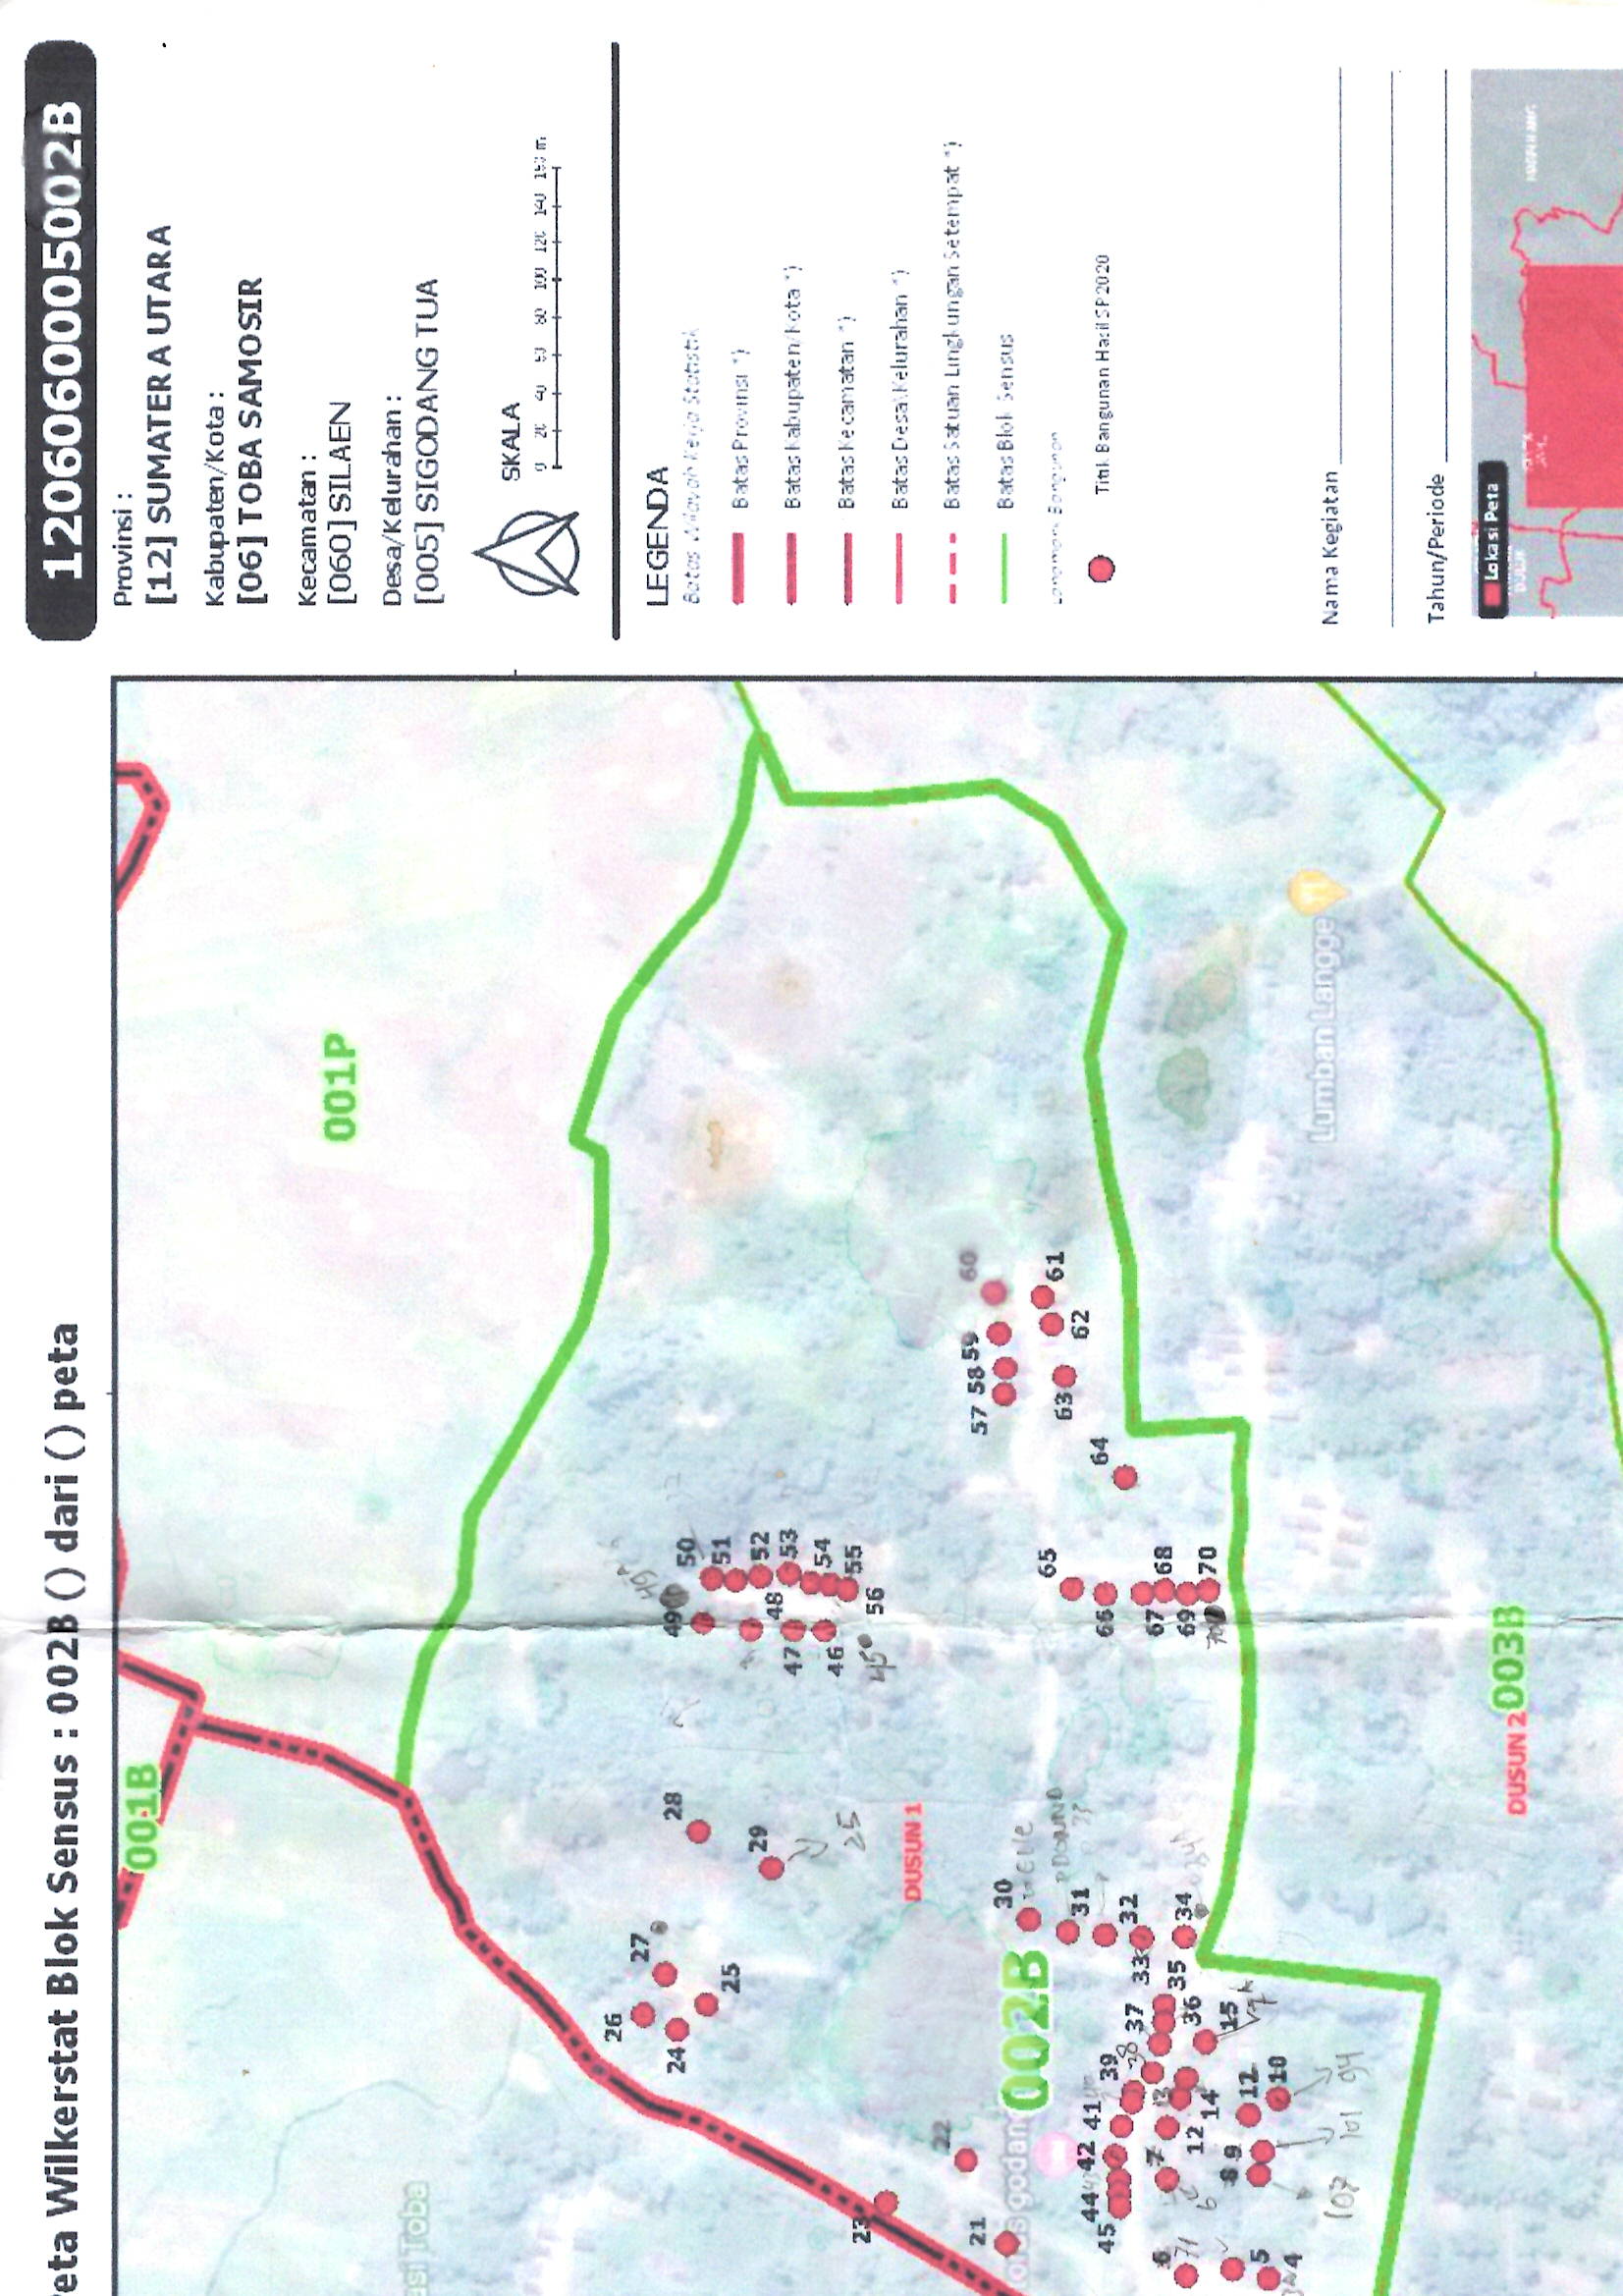 eta Wilkerstat Blok Sensus : 002B () dari () peta
1206060005002B
Provinsi :
[12] SUMATERA UTARA
Kabupaten/Kota :
[06] TOBA SAMOSIR
Kecamatan :
[060] SILAEN
Desa/Kelurahan :
[005] SIGODANG TUA
SKALA
0 20 40 60 80 100 120 140 160 m
LEGENDA
Batas Wilayah Kerja Statistik
Batas Provinsi *)
Batas Kabupaten/Kota *)
Batas Kecamatan *)
Batas Desa\Kelurahan *)
Batas Satuan Lingkungan Setempat *)
Batas Blok Sensus
Landmark Bangunan
Titik Bangunan Hasil SP2020
Nama Kegiatan
Tahun/Periode
Lokasi Peta
001B
001P
asi Toba
26
27
24
25
28
29
25
49
49A
50
51
52
48
47
53
46
54
55
45
56
23
DUSUN 1
22
21
godang
002B
30
31
57
58
59
60
63
62
61
64
65
66
67
68
69
70
70
44
42
41
45
39
38
37
33
32
35
34
34A
36
6
71
7
6
12
14
15
8
9
12
10
5
4
107
101
94
Lumban Langge
DUSUN 2
003B